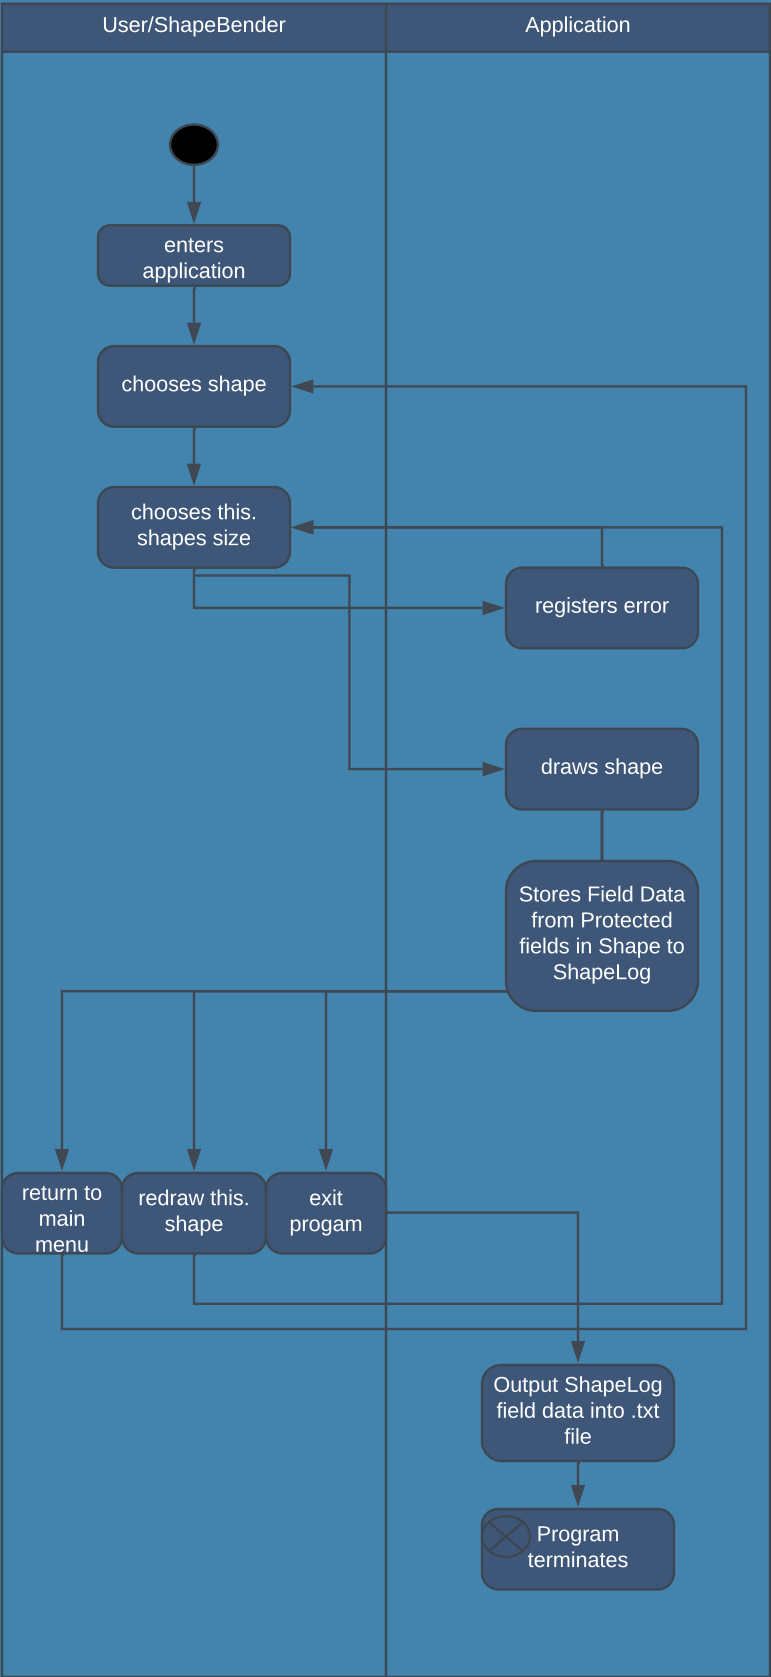 User/ShapeBender
Application
enters
application
chooses shape
chooses this.
shapes size
registers error
draws shape
Stores Field Data
from Protected
fields in Shape to
ShapeLog
return to
main
menu
redraw this.
shape
exit
progam
Output ShapeLog
field data into .txt
file
Program
terminates